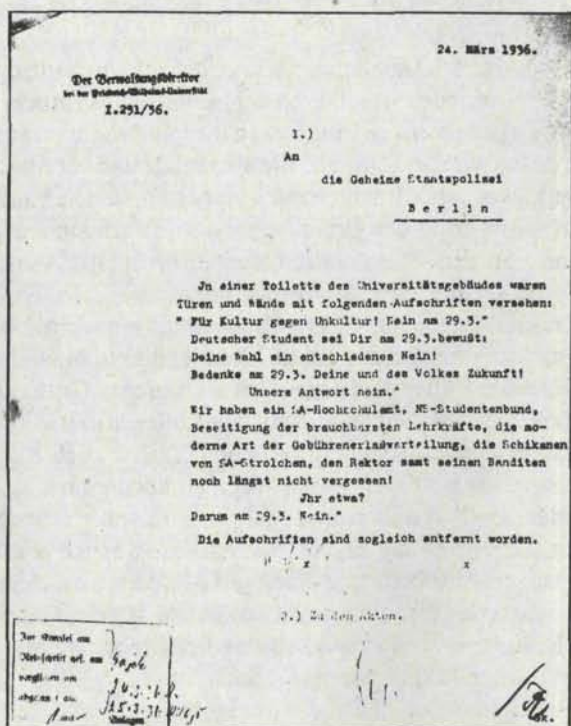 24. März 1936.
Der Verwaltungsdirektor
bei der Friedrich-Wilhelms-Universität
I.291/36.
1.)
An
die Geheime Staatspolizei
Berlin
Jn einer Toilette des Universitätsgebäudes waren
Türen und Wände mit folgenden Aufschriften versehen:
" Für Kultur gegen Unkultur! Nein am 29.3."
Deutscher Student sei Dir am 29.3.bewußt:
Deine Wahl ein entschiedenes Nein!
Bedenke am 29.3. Deine und des Volkes Zukunft!
Unsere Antwort nein."
Wir haben ein SA-Hochschulamt, NS-Studentenbund,
Beseitigung der brauchbarsten Lehrkräfte, die mo-
derne Art der Gebührenerlaßverteilung, die Schikanen
von SA-Strolchen, den Rektor samt seinen Banditen
noch längst nicht vergessen!
Jhr etwa?
Darum am 29.3. Nein."
Die Aufschriften sind sogleich entfernt worden.
x x
Zu den Akten.